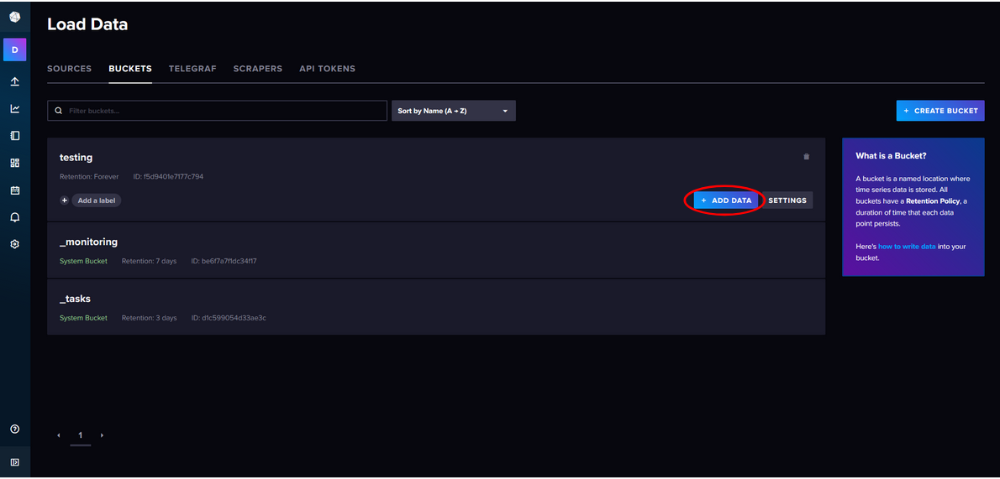 Load Data
D
SOURCES BUCKETS TELEGRAF SCRAPERS API TOKENS
Filter buckets...
Sort by Name (A → Z)
+ CREATE BUCKET
testing
Retention: Forever ID: f5d9401e7177c794
+ Add a label
+ ADD DATA SETTINGS
_monitoring
System Bucket Retention: 7 days ID: be6f7a7f1dc34f17
_tasks
System Bucket Retention: 3 days ID: d1c599054d33ae3c
What is a Bucket?
A bucket is a named location where
time series data is stored. All
buckets have a Retention Policy, a
duration of time that each data
point persists.
Here's how to write data into your
bucket.
1